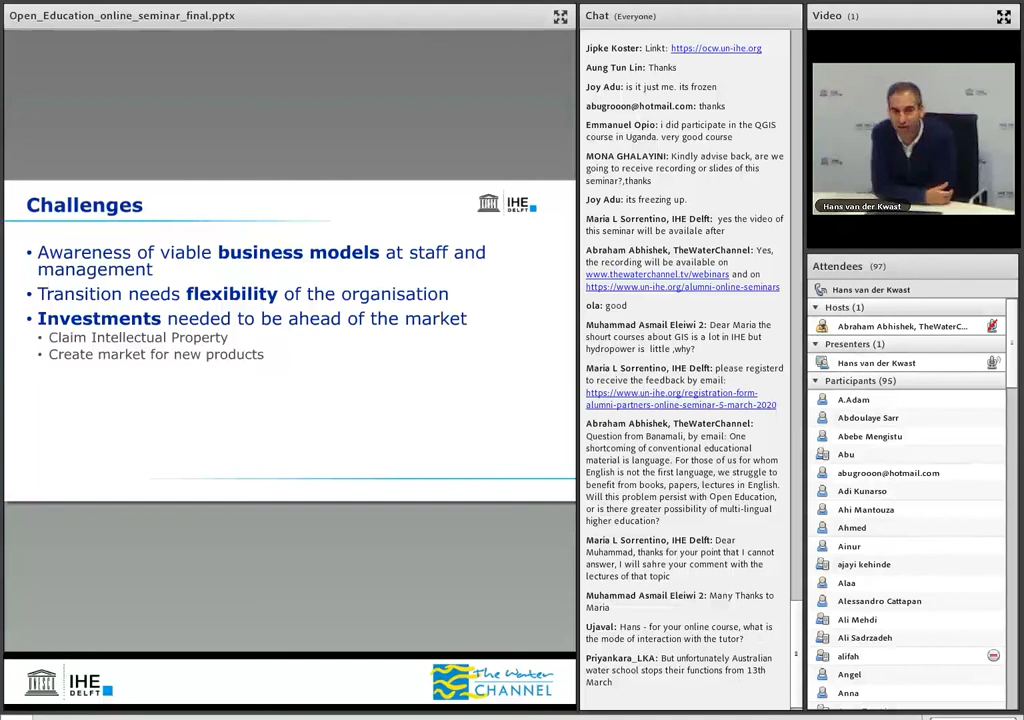 Open_Education_online_seminar_final.pptx
Challenges
IHE
DELFT
• Awareness of viable business models at staff and
management
• Transition needs flexibility of the organisation
• Investments needed to be ahead of the market
• Claim Intellectual Property
• Create market for new products
IHE
DELFT
The Water
CHANNEL
Chat (Everyone)
Jipke Koster: Linkt: https://ocw.un-ihe.org
Aung Tun Lin: Thanks
Joy Adu: is it just me. its frozen
abugrooon@hotmail.com: thanks
Emmanuel Opio: i did participate in the QGIS
course in Uganda. very good course
MONA GHALAYINI: Kindly advise back, are we
going to receive recording or slides of this
seminar?,thanks
Joy Adu: its freezing up.
Maria L Sorrentino, IHE Delft: yes the video of
this seminar will be availale after
Abraham Abhishek, TheWaterChannel: Yes,
the recording will be available on
www.thewaterchannel.tv/webinars and on
https://www.un-ihe.org/alumni-online-seminars
ola: good
Muhammad Asmail Eleiwi 2: Dear Maria the
shourt courses about GIS is a lot in IHE but
hydropower is little ,why?
Maria L Sorrentino, IHE Delft: please registerd
to receive the feedback by email:
https://www.un-ihe.org/registration-form-
alumni-partners-online-seminar-5-march-2020
Abraham Abhishek, TheWaterChannel:
Question from Banamali, by email: One
shortcoming of conventional educational
material is language. For those of us for whom
English is not the first language, we struggle to
benefit from books, papers, lectures in English.
Will this problem persist with Open Education,
or is there greater possibility of multi-lingual
higher education?
Maria L Sorrentino, IHE Delft: Dear
Muhammad, thanks for your point that I cannot
answer, I will sahre your comment with the
lectures of that topic
Muhammad Asmail Eleiwi 2: Many Thanks to
Maria
Ujaval: Hans - for your online course, what is
the mode of interaction with the tutor?
Priyankara_LKA: But unfortunately Australian
water school stops their functions from 13th
March
Video (1)
Hans van der Kwast
Attendees (97)
Hans van der Kwast
Hosts (1)
Abraham Abhishek, TheWaterC...
Presenters (1)
Hans van der Kwast
Participants (95)
A.Adam
Abdoulaye Sarr
Abebe Mengistu
Abu
abugrooon@hotmail.com
Adi Kunarso
Ahi Mantouza
Ahmed
Ainur
ajayi kehinde
Alaa
Alessandro Cattapan
Ali Mehdi
Ali Sadrzadeh
alifah
Angel
Anna